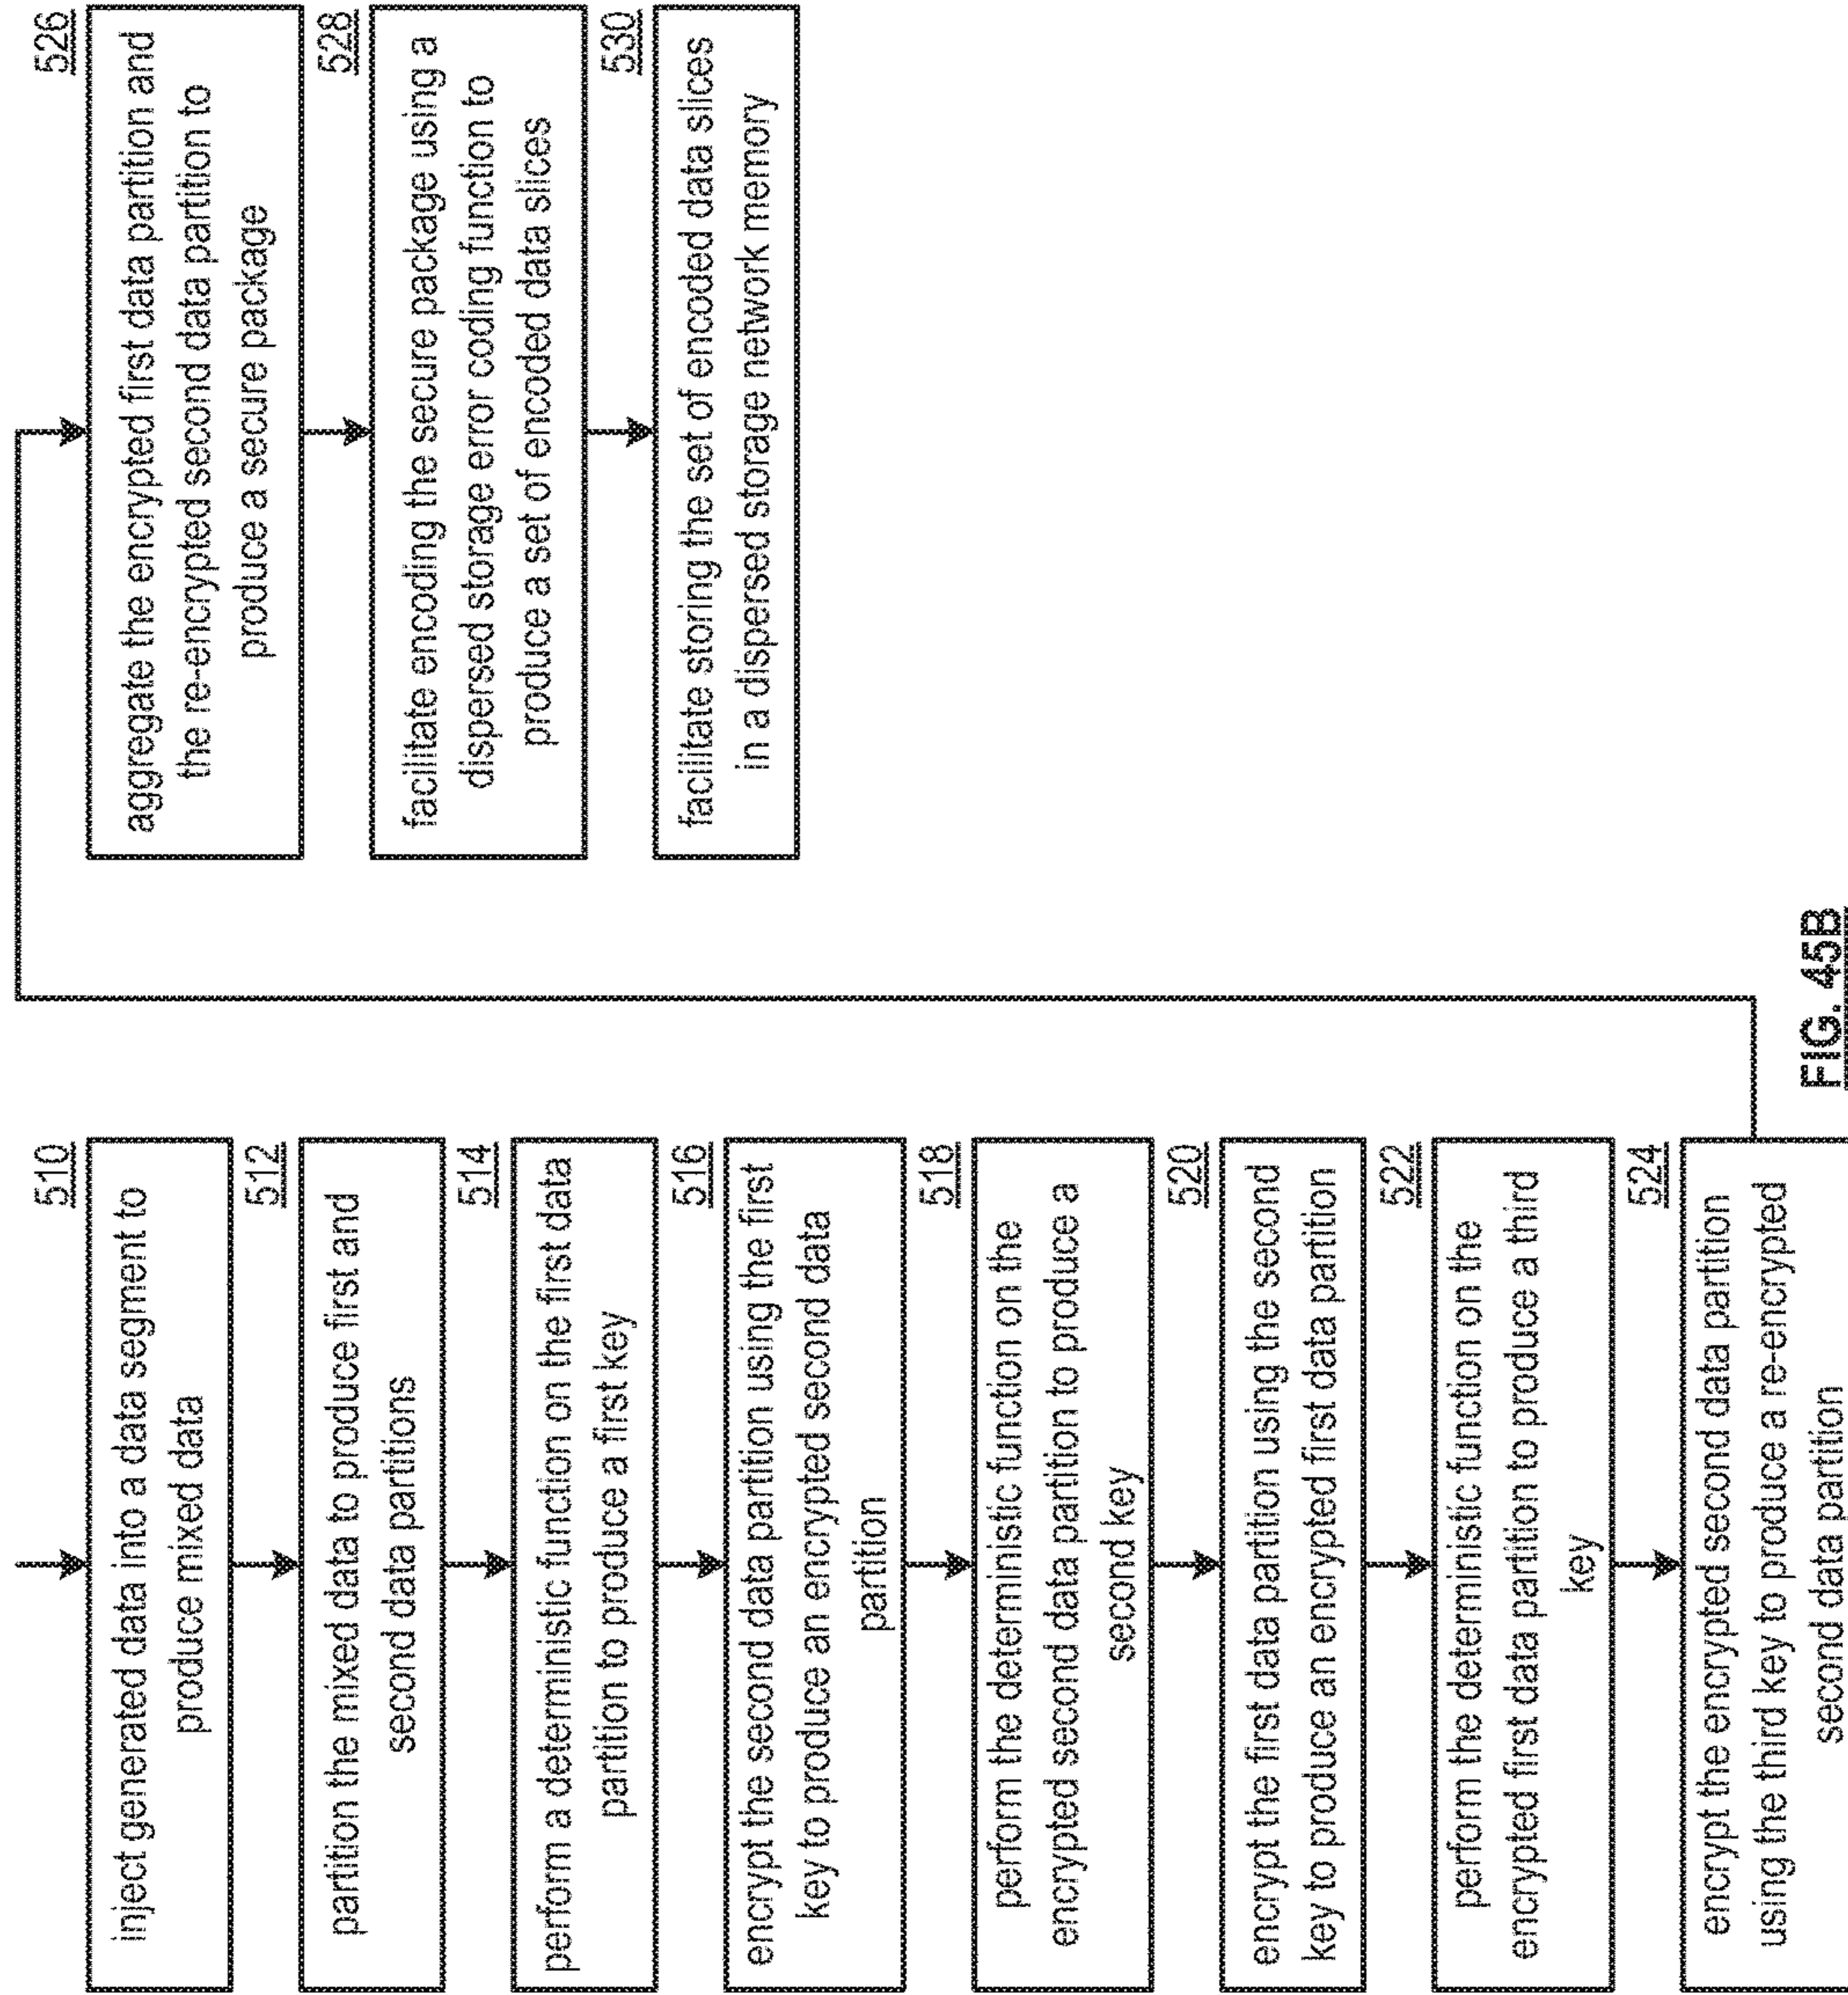 510
inject generated data into a data segment to
produce mixed data
512
partition the mixed data to produce first and
second data partitions
514
perform a deterministic function on the first data
partition to produce a first key
516
encrypt the second data partition using the first
key to produce an encrypted second data
partition
518
perform the deterministic function on the
encrypted second data partition to produce a
second key
520
encrypt the first data partition using the second
key to produce an encrypted first data partition
522
perform the deterministic function on the
encrypted first data partition to produce a third
key
524
encrypt the encrypted second data partition
using the third key to produce a re-encrypted
second data partition
526
aggregate the encrypted first data partition and
the re-encrypted second data partition to
produce a secure package
528
facilitate encoding the secure package using a
dispersed storage error coding function to
produce a set of encoded data slices
530
facilitate storing the set of encoded data slices
in a dispersed storage network memory
FIG. 45B